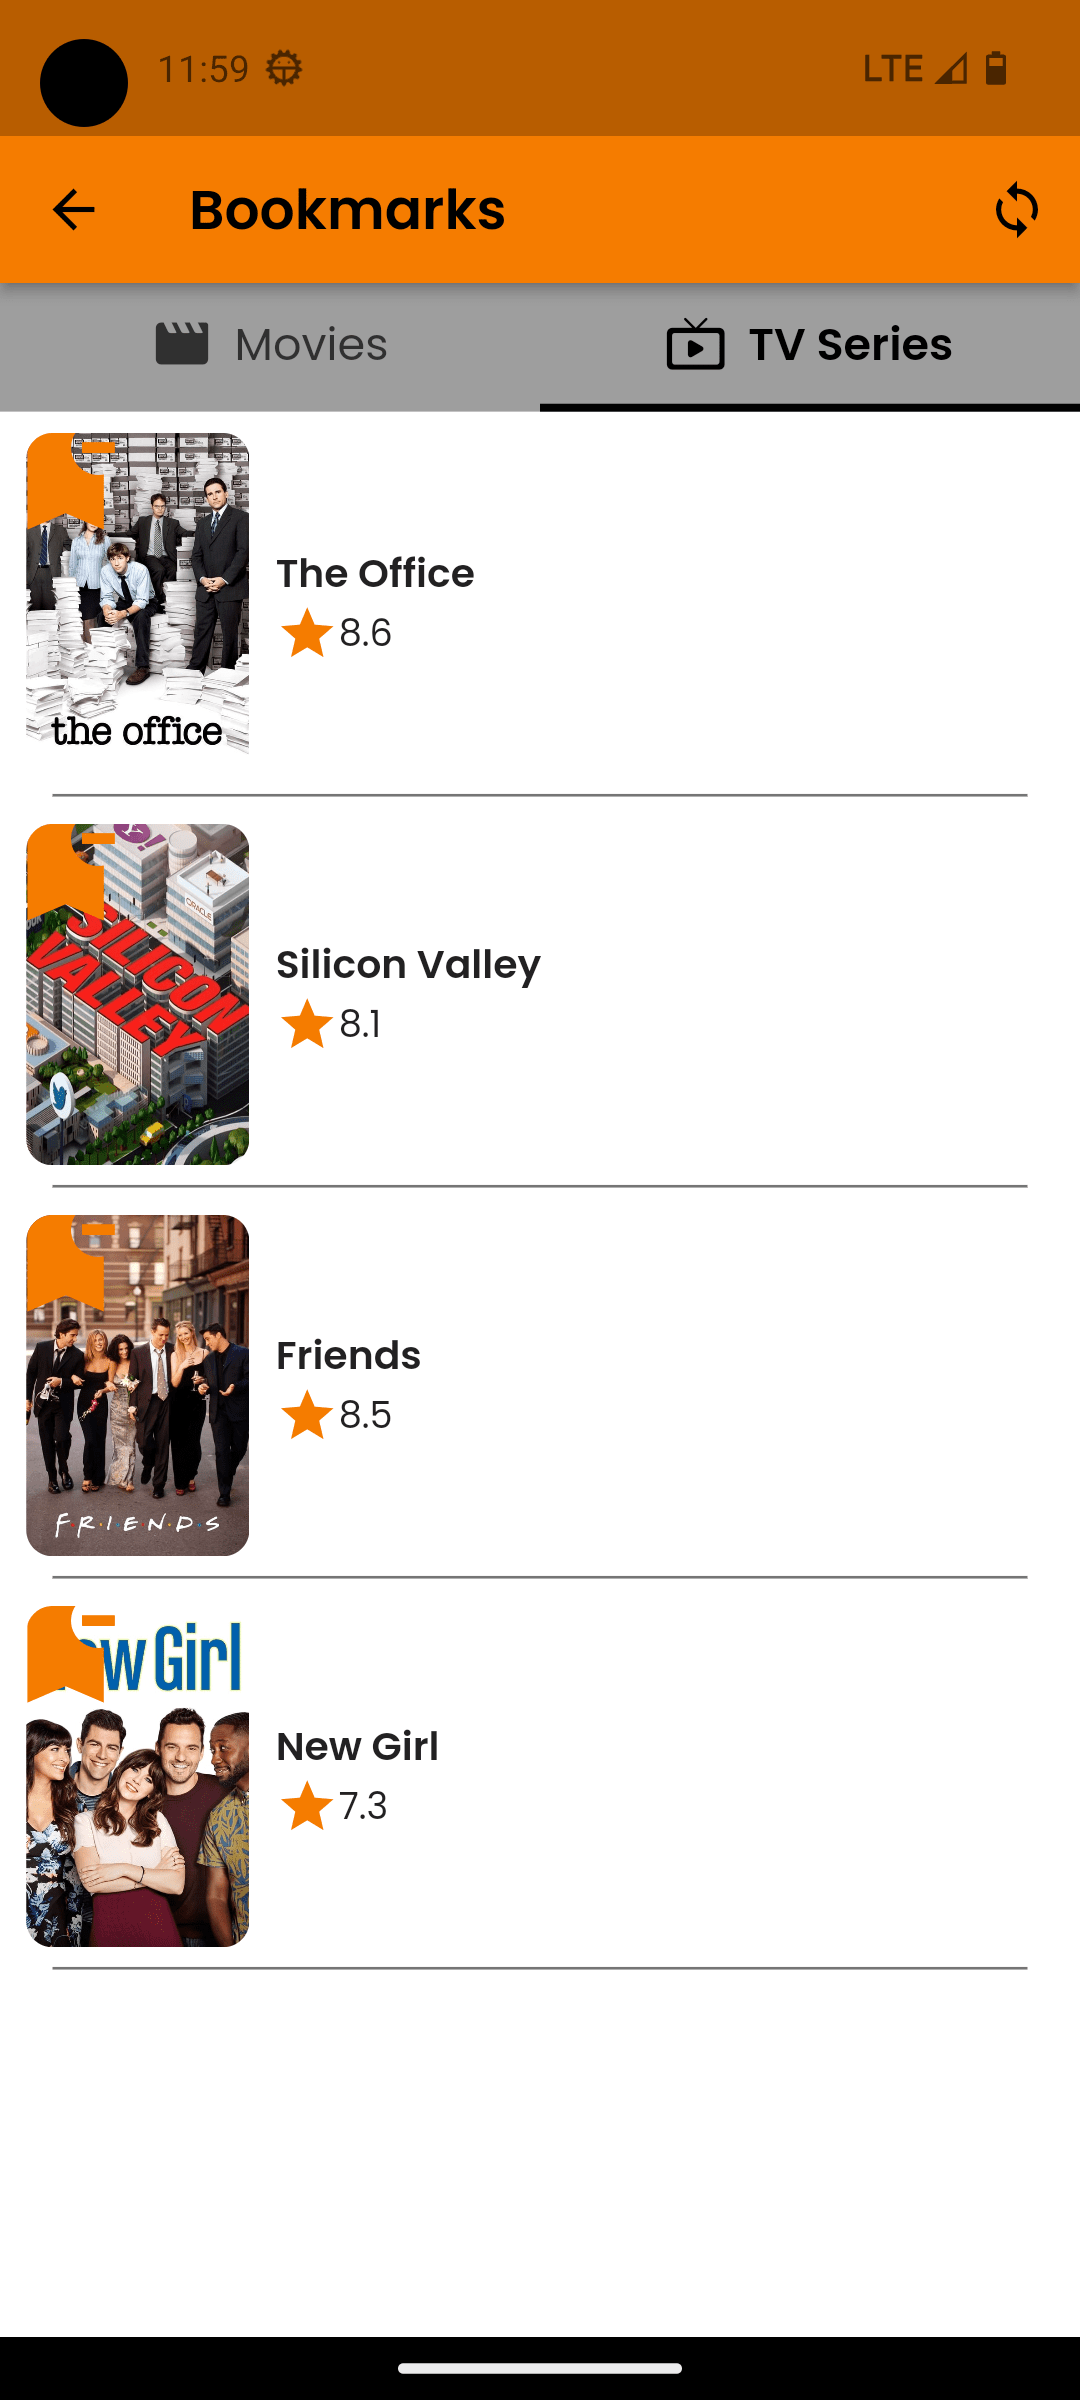 11:59
LTE
Bookmarks
Movies
TV Series
the office
The Office
8.6
Y!
ORACLE
SILICON
VALLEY
Silicon Valley
8.1
F·R·I·E·N·D·S
Friends
8.5
w Girl
New Girl
7.3